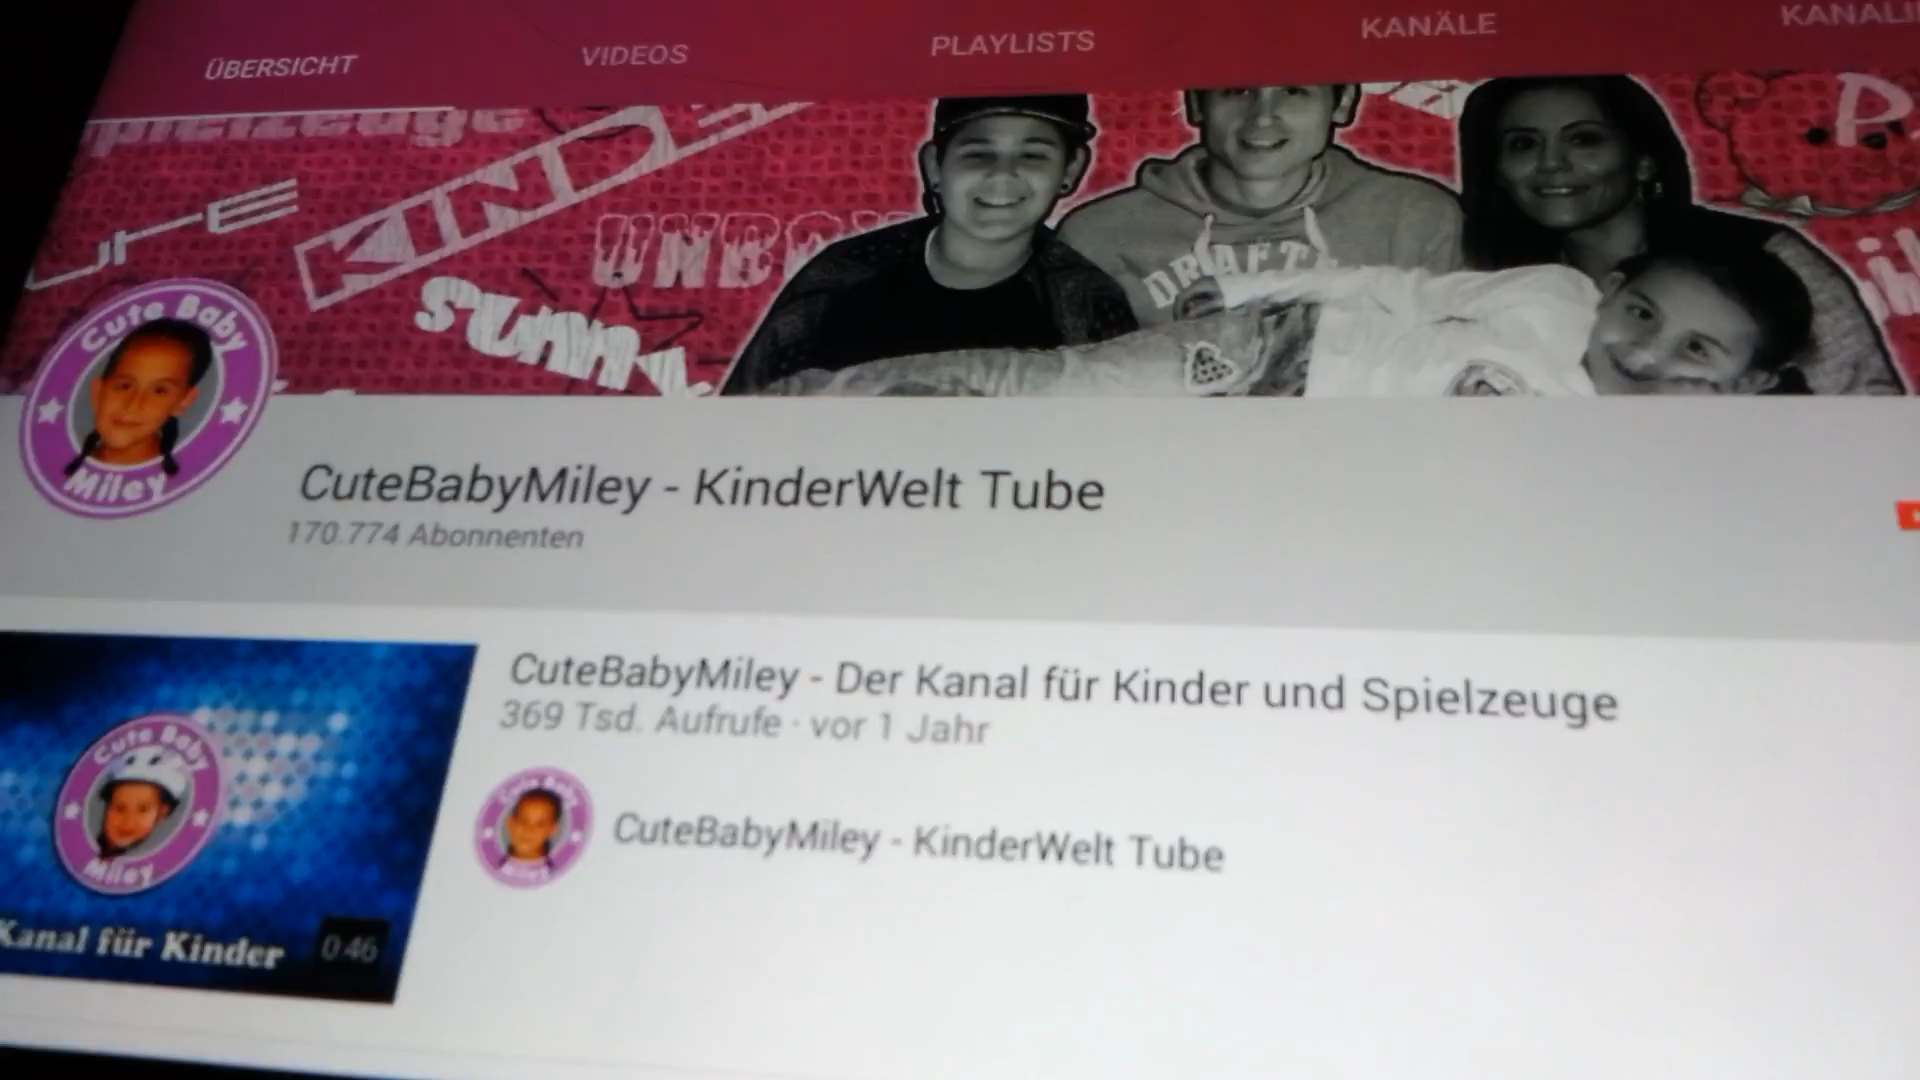 ÜBERSICHT
VIDEOS
PLAYLISTS
KANÄLE
KIND
DRAFT
Cute Baby
Miley
CuteBabyMiley - KinderWelt Tube
170.774 Abonnenten
CuteBabyMiley - Der Kanal für Kinder und Spielzeuge
369 Tsd. Aufrufe · vor 1 Jahr
Cute Baby
Miley
Kanal für Kinder
0:46
CuteBabyMiley - KinderWelt Tube